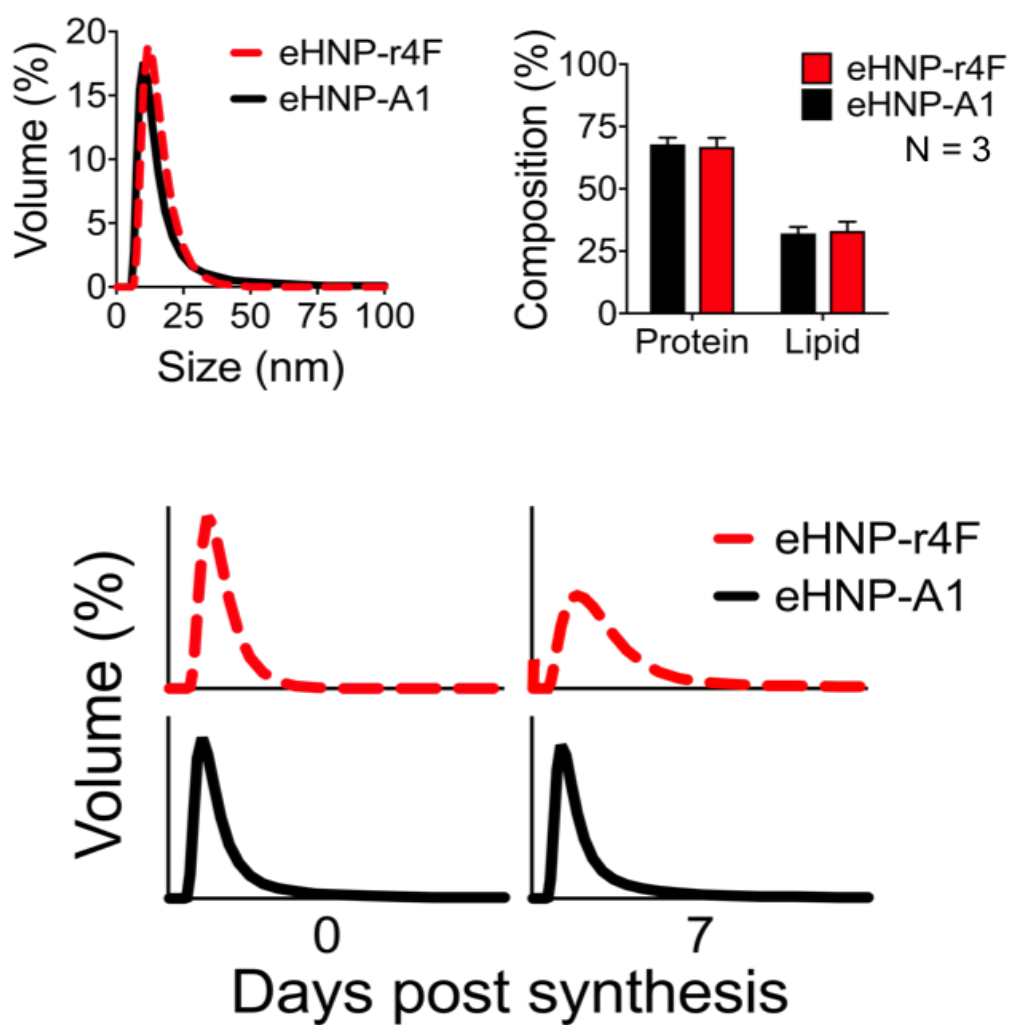 20
15
10
5
0
Volume (%)
eHNP-r4F
eHNP-A1
0 25 50 75 100
Size (nm)
100
75
50
25
0
Composition (%)
eHNP-r4F
eHNP-A1
N = 3
Protein Lipid
Volume (%)
eHNP-r4F
eHNP-A1
0 7
Days post synthesis